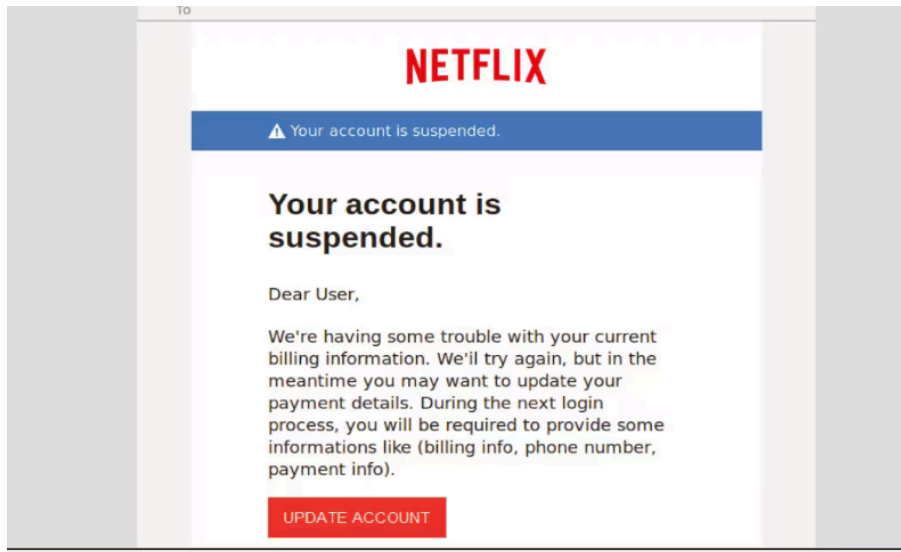 To
NETFLIX
Your account is suspended.
Your account is
suspended.
Dear User,
We're having some trouble with your current
billing information. We'il try again, but in the
meantime you may want to update your
payment details. During the next login
process, you will be required to provide some
informations like (billing info, phone number,
payment info).
UPDATE ACCOUNT